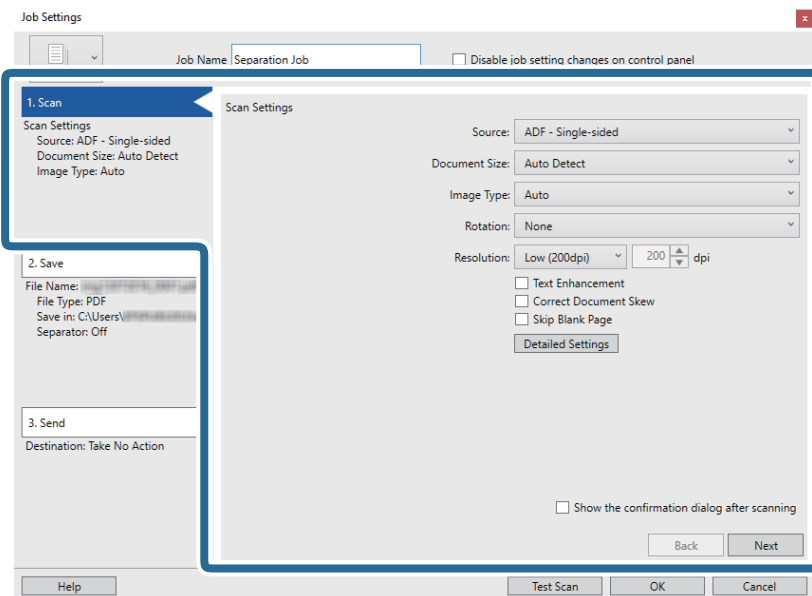 Job Settings
x
Job Name Separation Job
Disable job setting changes on control panel
1. Scan
Scan Settings
Source: ADF - Single-sided
Document Size: Auto Detect
Image Type: Auto
2. Save
File Name:
File Type: PDF
Save in: C:\Users\
Separator: Off
3. Send
Destination: Take No Action
Scan Settings
Source: ADF - Single-sided
Document Size: Auto Detect
Image Type: Auto
Rotation: None
Resolution: Low (200dpi) 200 dpi
Text Enhancement
Correct Document Skew
Skip Blank Page
Detailed Settings
Show the confirmation dialog after scanning
Back Next
Help Test Scan OK Cancel